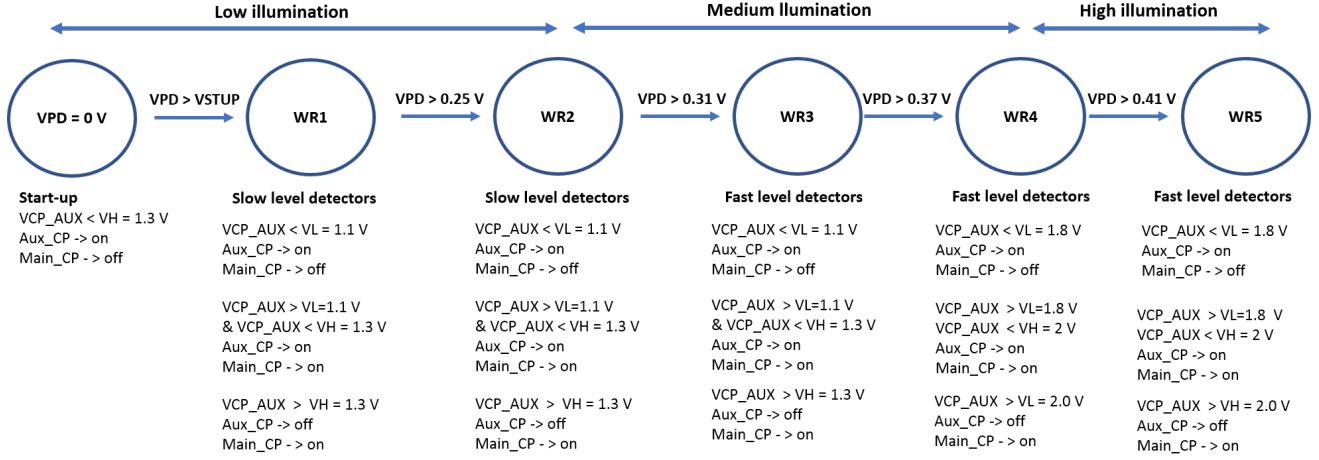 Low illumination
Medium llumination
High illumination
VPD = 0 V
VPD > VSTUP
WR1
VPD > 0.25 V
WR2
VPD > 0.31 V
WR3
VPD > 0.37 V
WR4
VPD > 0.41 V
WR5
Start-up
VCP_AUX < VH = 1.3 V
Aux_CP -> on
Main_CP - > off
Slow level detectors
VCP_AUX < VL = 1.1 V
Aux_CP -> on
Main_CP - > off
VCP_AUX > VL=1.1 V
& VCP_AUX < VH = 1.3 V
Aux_CP -> on
Main_CP - > on
VCP_AUX > VH = 1.3 V
Aux_CP -> off
Main_CP - > on
Slow level detectors
VCP_AUX < VL = 1.1 V
Aux_CP -> on
Main_CP - > off
VCP_AUX > VL=1.1 V
& VCP_AUX < VH = 1.3 V
Aux_CP -> on
Main_CP - > on
VCP_AUX > VH = 1.3 V
Aux_CP -> off
Main_CP - > on
Fast level detectors
VCP_AUX < VL = 1.1 V
Aux_CP -> on
Main_CP - > off
VCP_AUX > VL=1.1 V
& VCP_AUX < VH = 1.3 V
Aux_CP -> on
Main_CP - > on
VCP_AUX > VH = 1.3 V
Aux_CP -> off
Main_CP - > on
Fast level detectors
VCP_AUX < VL = 1.8 V
Aux_CP -> on
Main_CP - > off
VCP_AUX > VL=1.8 V
VCP_AUX < VH = 2 V
Aux_CP -> on
Main_CP - > on
VCP_AUX > VL = 2.0 V
Aux_CP -> off
Main_CP - > on
Fast level detectors
VCP_AUX < VL = 1.8 V
Aux_CP -> on
Main_CP - > off
VCP_AUX > VL=1.8 V
VCP_AUX < VH = 2 V
Aux_CP -> on
Main_CP - > on
VCP_AUX > VH = 2.0 V
Aux_CP -> off
Main_CP - > on